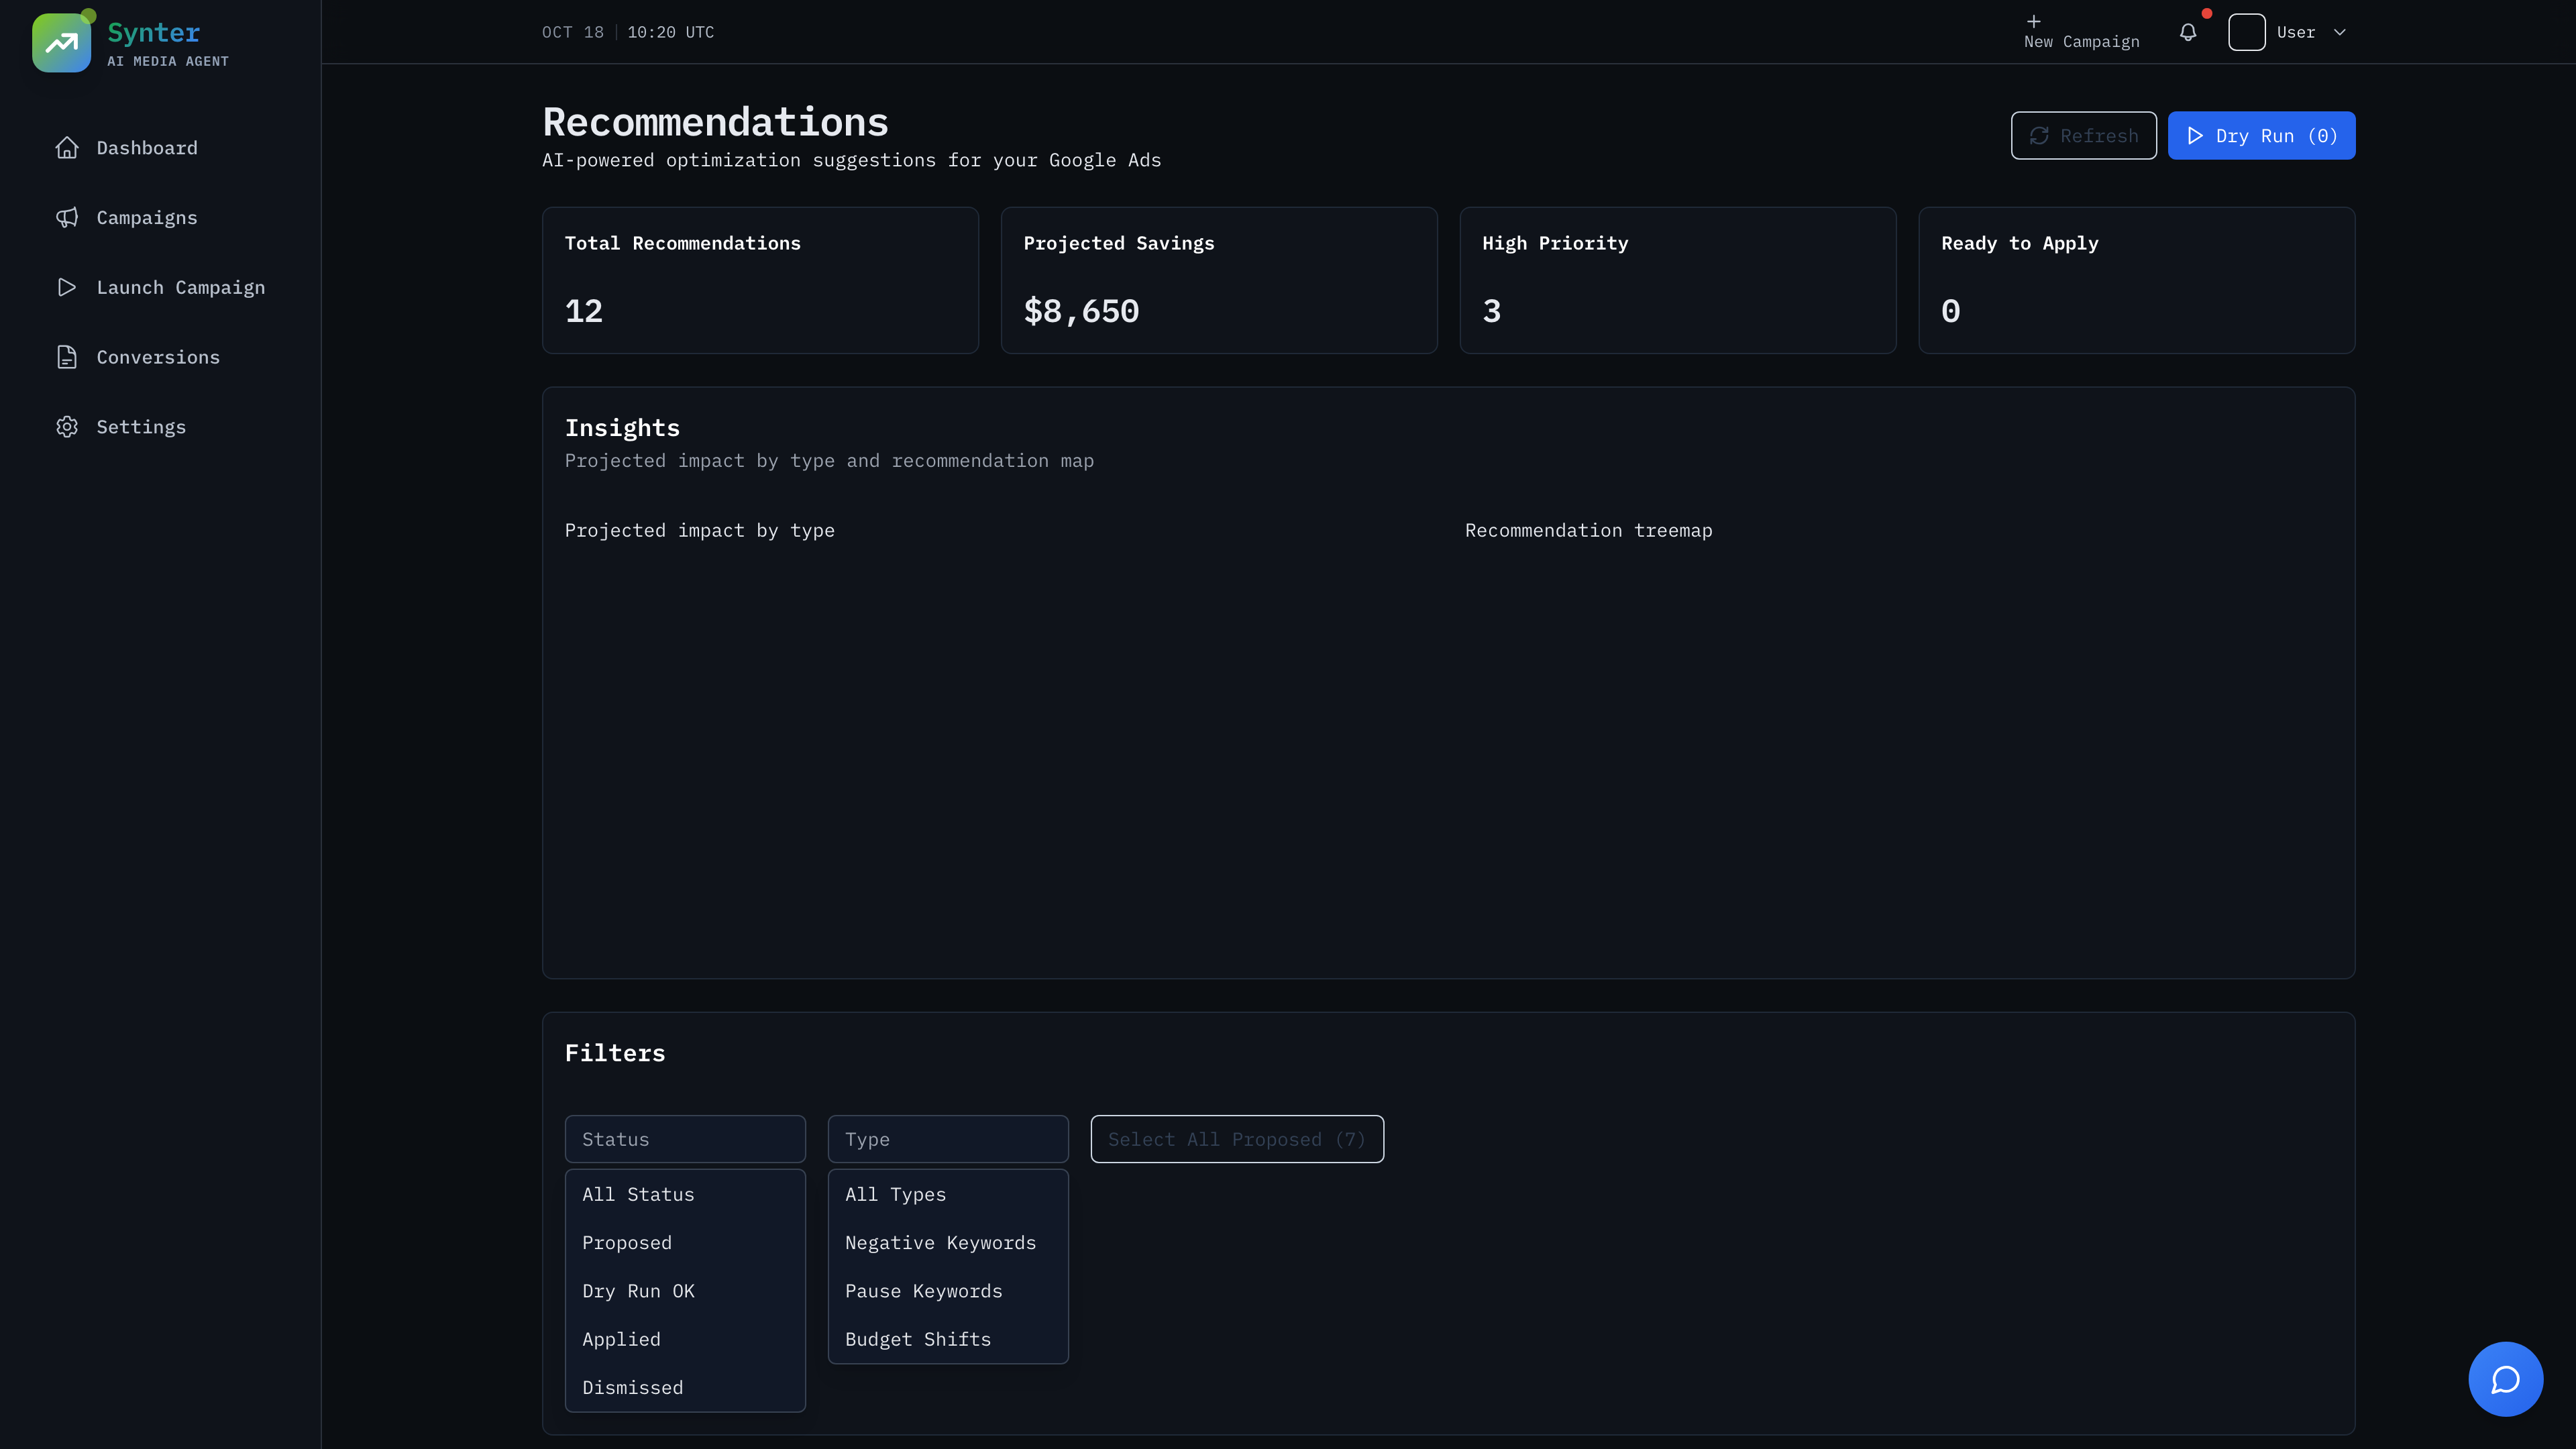 Synter
AI MEDIA AGENT
Dashboard
Campaigns
Launch Campaign
Conversions
Settings
OCT 18 10:20 UTC
New Campaign
User
Recommendations
AI-powered optimization suggestions for your Google Ads
Refresh
Dry Run (0)
Total Recommendations
12
Projected Savings
$8,650
High Priority
3
Ready to Apply
0
Insights
Projected impact by type and recommendation map
Projected impact by type
Recommendation treemap
Filters
Status
Type
Select All Proposed (7)
All Status
Proposed
Dry Run OK
Applied
Dismissed
All Types
Negative Keywords
Pause Keywords
Budget Shifts